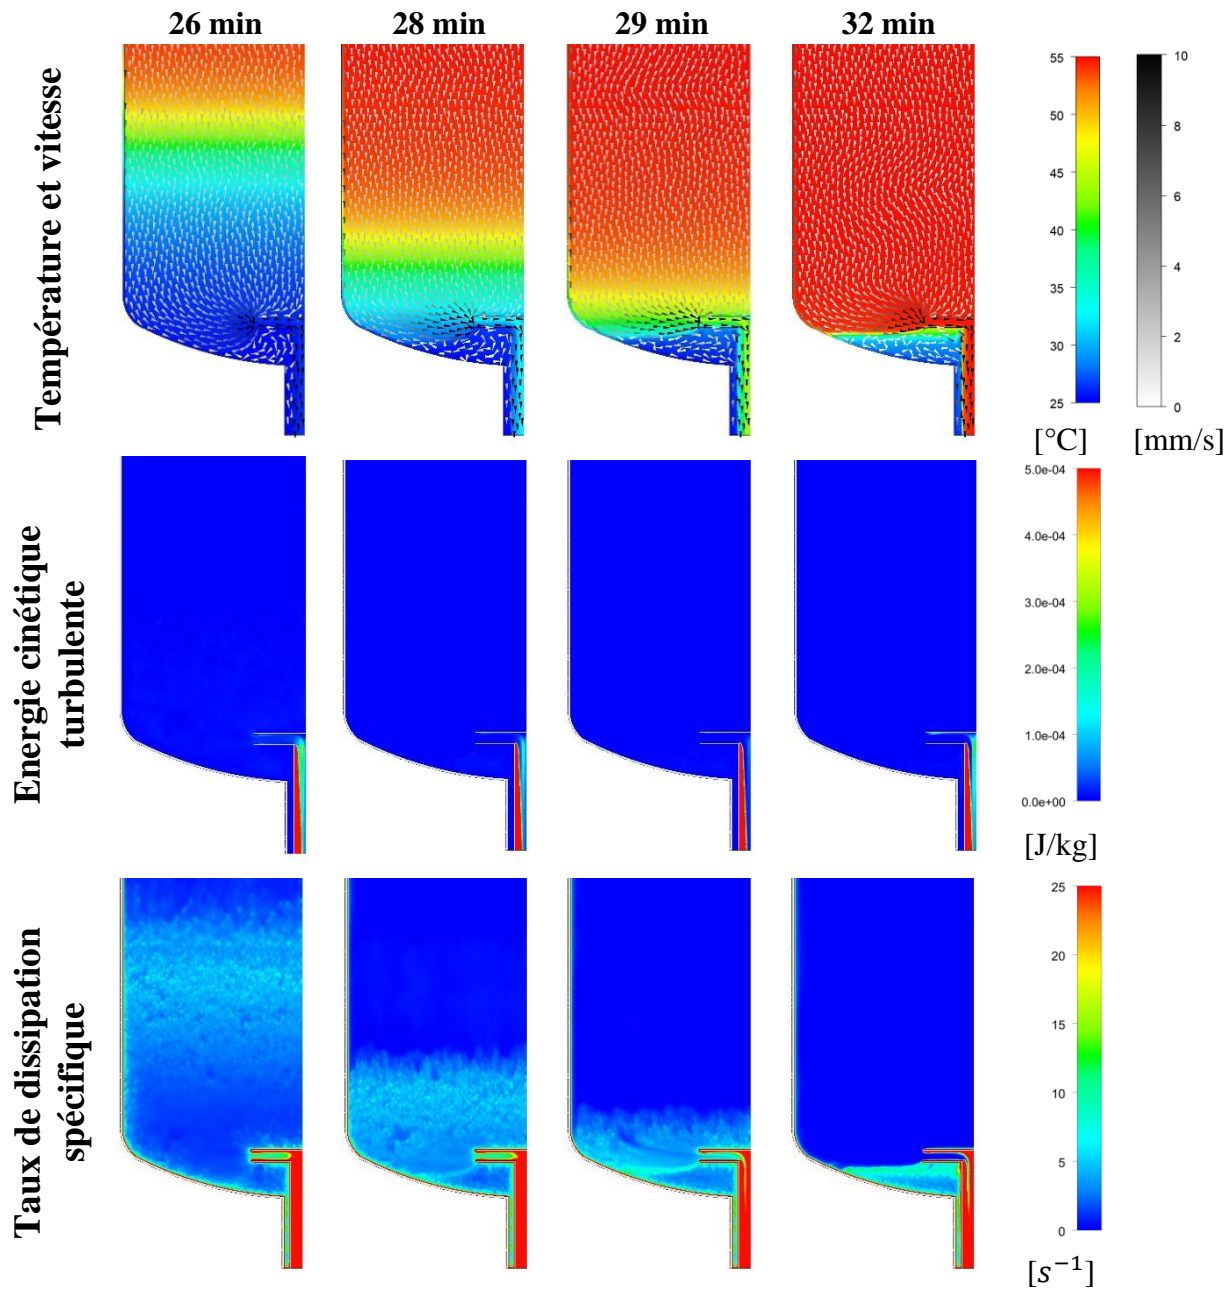 26 min 28 min 29 min 32 min
Température et vitesse
55
50
45
40
35
30
25
[°C]
10
8
6
4
2
0
[mm/s]
Energie cinétique
turbulente
5.0e-04
4.0e-04
3.0e-04
2.0e-04
1.0e-04
0.0e+00
[J/kg]
Taux de dissipation
spécifique
25
20
15
10
5
0
[s⁻¹]